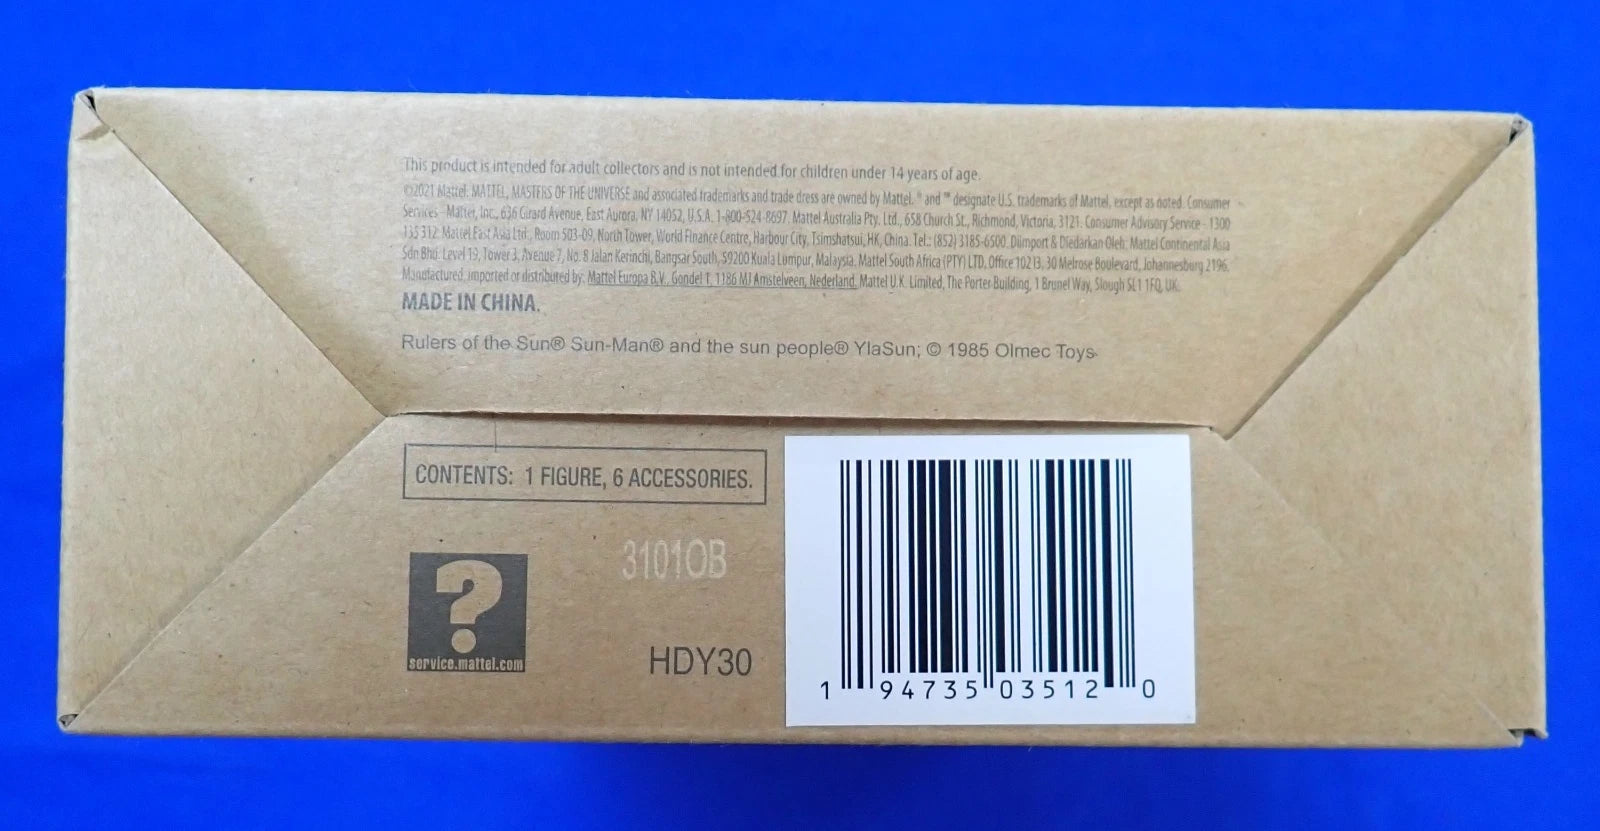 This product is intended for adult collectors and is not intended for children under 14 years of age.
©2021 Mattel. MATTEL, MASTERS OF THE UNIVERSE and associated trademarks and trade dress are owned by Mattel. ® and ™ designate U.S. trademarks of Mattel, except as noted. Consumer
Services - Mattel, Inc., 636 Girard Avenue, East Aurora, NY 14052, U.S.A. 1-800-524-8697. Mattel Australia Pty. Ltd., 658 Church St., Richmond, Victoria, 3121. Consumer Advisory Service - 1300
135 312. Mattel East Asia Ltd., Room 503-09, North Tower, World Finance Centre, Harbour City, Tsimshatsui, HK, China. Tel.: (852) 3185-6500. Diimport & Diedarkan Oleh: Mattel Continental Asia
Sdn Bhd. Level 19, Tower 3, Avenue 7, No. 8 Jalan Kerinchi, Bangsar South, 59200 Kuala Lumpur, Malaysia. Mattel South Africa (PTY) LTD, Office 102 I3, 30 Melrose Boulevard, Johannesburg 2196.
Manufactured, imported or distributed by: Mattel Europa B.V., Gondel 1, 1186 MJ Amstelveen, Nederland. Mattel U.K. Limited, The Porter Building, 1 Brunel Way, Slough SL1 1FQ, UK.
MADE IN CHINA.
Rulers of the Sun® Sun-Man® and the sun people® YlaSun; © 1985 Olmec Toys
CONTENTS: 1 FIGURE, 6 ACCESSORIES.
3101OB
?
service.mattel.com
HDY30
1 94735 03512 0